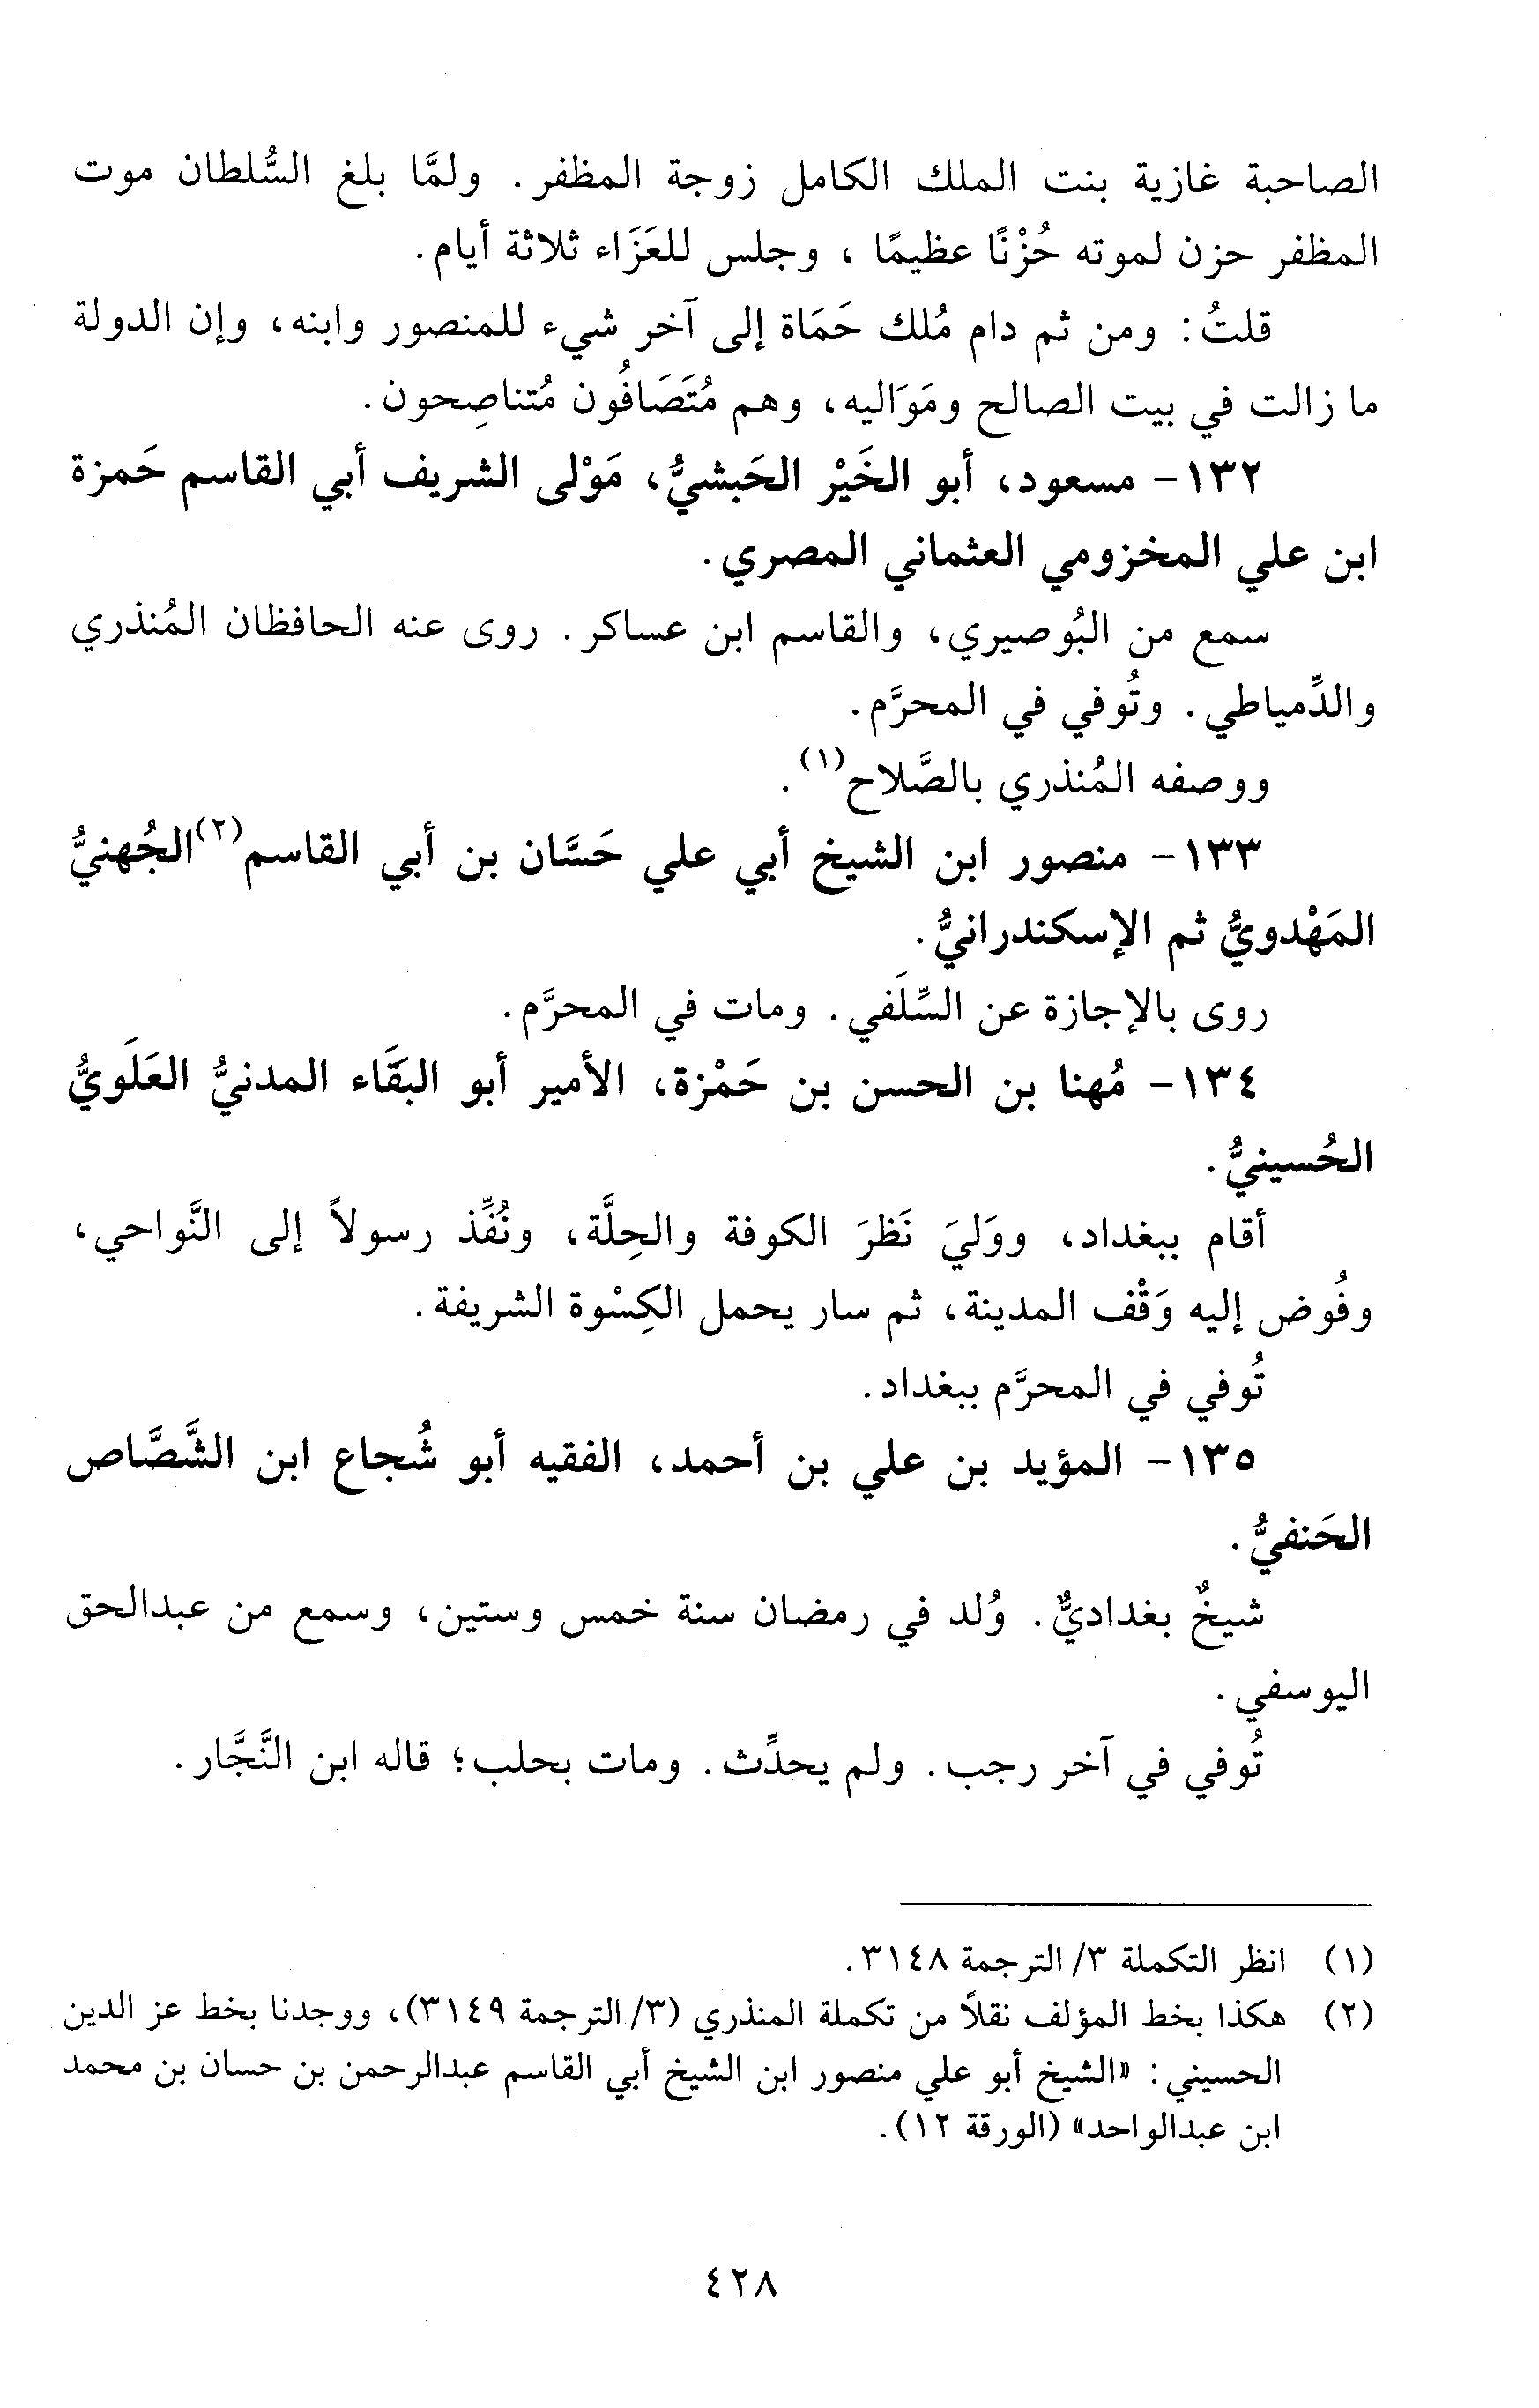 الصاحبة غازية بنت الملك الكامل زوجة المظفر. ولمَّا بلغ السُّلطان موت
المظفر حزن لموته حُزْنًا عظيمًا ، وجلس للعَزَاء ثلاثة أيام.
قلتُ: ومن ثم دام مُلك حَمَاة إلى آخر شيء للمنصور وابنه، وإن الدولة
ما زالت في بيت الصالح ومَوَاليه، وهم مُتَصَافُون مُتناصِحون.
١٣٢- مسعود، أبو الخَيْر الحَبشيُّ، مَوْلى الشريف أبي القاسم حَمزة
ابن علي المخزومي العثماني المصري.
سمع من البُوصيري، والقاسم ابن عساكر. روى عنه الحافظان المُنذري
والدِّمياطي. وتُوفي في المحرَّم.
ووصفه المُنذري بالصَّلاح(١).
١٣٣- منصور ابن الشيخ أبي علي حَسَّان بن أبي القاسم(٢) الجُهنيُّ
المَهْدويُّ ثم الإسكندرانيُّ.
روى بالإجازة عن السِّلَفي. ومات في المحرَّم.
١٣٤- مُهنا بن الحسن بن حَمْزة، الأمير أبو البَقَاء المدنيُّ العَلَويُّ
الحُسينيُّ.
أقام ببغداد، ووَليَ نَظرَ الكوفة والحِلَّة، ونُفِّذ رسولاً إلى النَّواحي،
وفُوض إليه وَقْف المدينة، ثم سار يحمل الكِسْوة الشريفة.
تُوفي في المحرَّم ببغداد.
١٣٥- المؤيد بن علي بن أحمد، الفقيه أبو شُجاع ابن الشَّصَّاص
الحَنفيُّ.
شيخٌ بغداديٌّ. وُلد في رمضان سنة خمس وستين، وسمع من عبدالحق
اليوسفي.
تُوفي في آخر رجب. ولم يحدِّث. ومات بحلب؛ قاله ابن النَّجَّار.
(١) انظر التكملة ٣/ الترجمة ٣١٤٨.
(٢) هكذا بخط المؤلف نقلاً من تكملة المنذري (٣/ الترجمة ٣١٤٩)، ووجدنا بخط عز الدين
الحسيني: «الشيخ أبو علي منصور ابن الشيخ أبي القاسم عبدالرحمن بن حسان بن محمد
ابن عبدالواحد» (الورقة ١٢).
٤٢٨